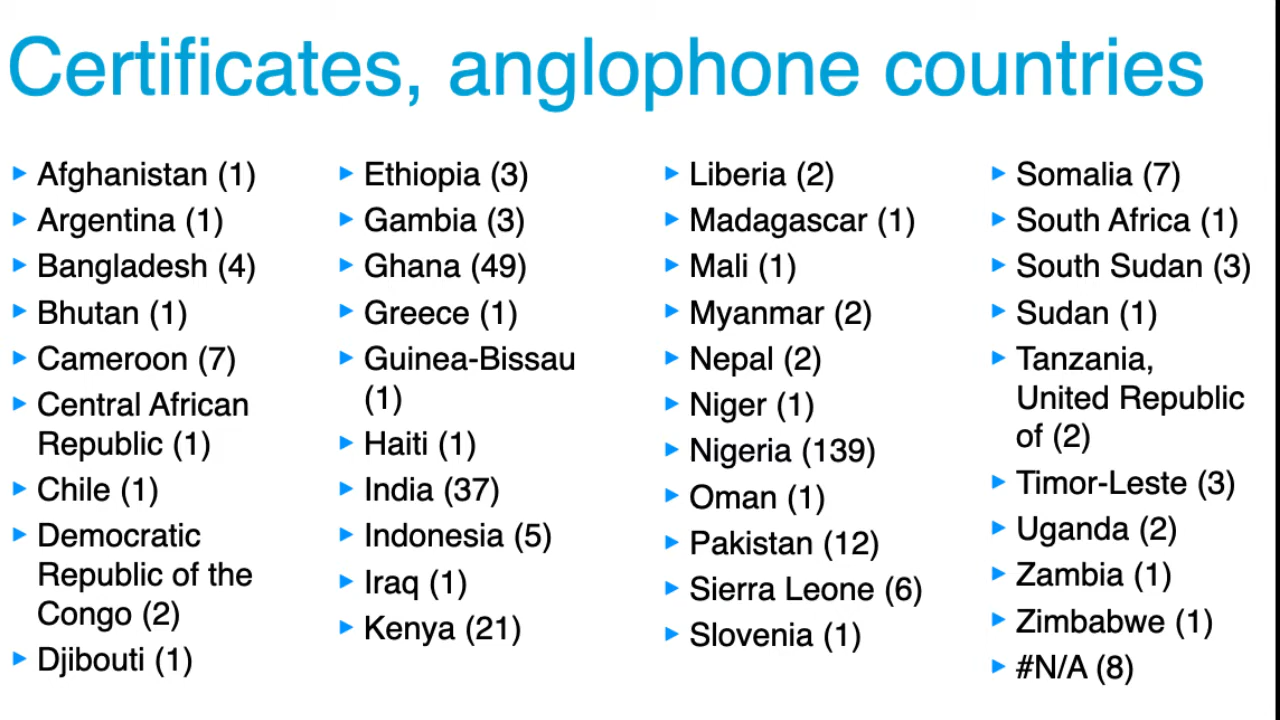 Certificates, anglophone countries
Afghanistan (1)
Argentina (1)
Bangladesh (4)
Bhutan (1)
Cameroon (7)
Central African
Republic (1)
Chile (1)
Democratic
Republic of the
Congo (2)
Djibouti (1)
Ethiopia (3)
Gambia (3)
Ghana (49)
Greece (1)
Guinea-Bissau
(1)
Haiti (1)
India (37)
Indonesia (5)
Iraq (1)
Kenya (21)
Liberia (2)
Madagascar (1)
Mali (1)
Myanmar (2)
Nepal (2)
Niger (1)
Nigeria (139)
Oman (1)
Pakistan (12)
Sierra Leone (6)
Slovenia (1)
Somalia (7)
South Africa (1)
South Sudan (3)
Sudan (1)
Tanzania,
United Republic
of (2)
Timor-Leste (3)
Uganda (2)
Zambia (1)
Zimbabwe (1)
#N/A (8)